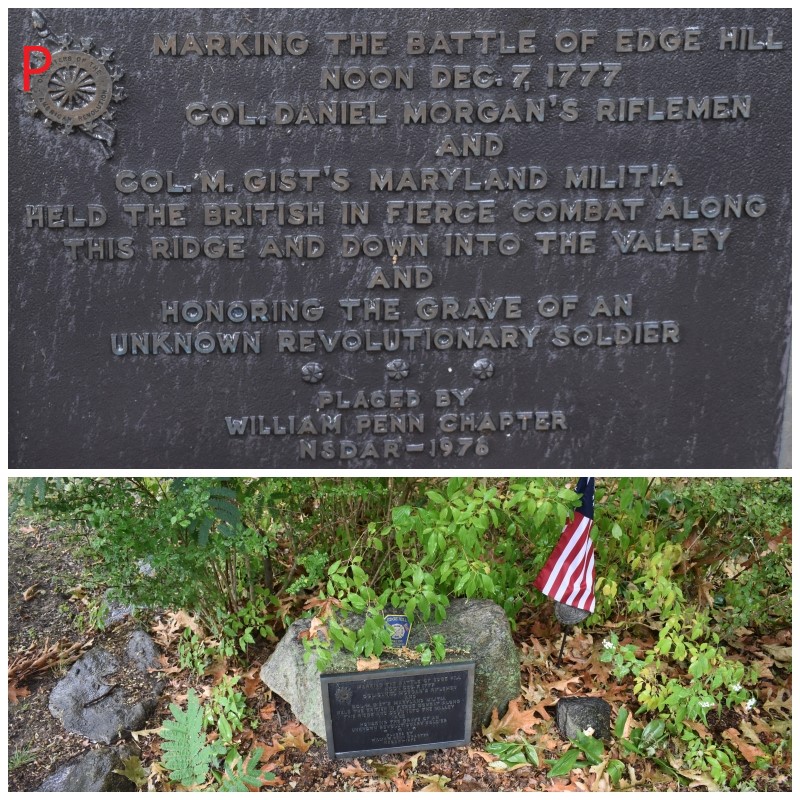 P
MARKING THE BATTLE OF EDGE HILL
NOON DEC. 7, 1777
COL. DANIEL MORGAN'S RIFLEMEN
AND
COL. M. GIST'S MARYLAND MILITIA
HELD THE BRITISH IN FIERCE COMBAT ALONG
THIS RIDGE AND DOWN INTO THE VALLEY
AND
HONORING THE GRAVE OF AN
UNKNOWN REVOLUTIONARY SOLDIER
PLACED BY
WILLIAM PENN CHAPTER
NSDAR-1976